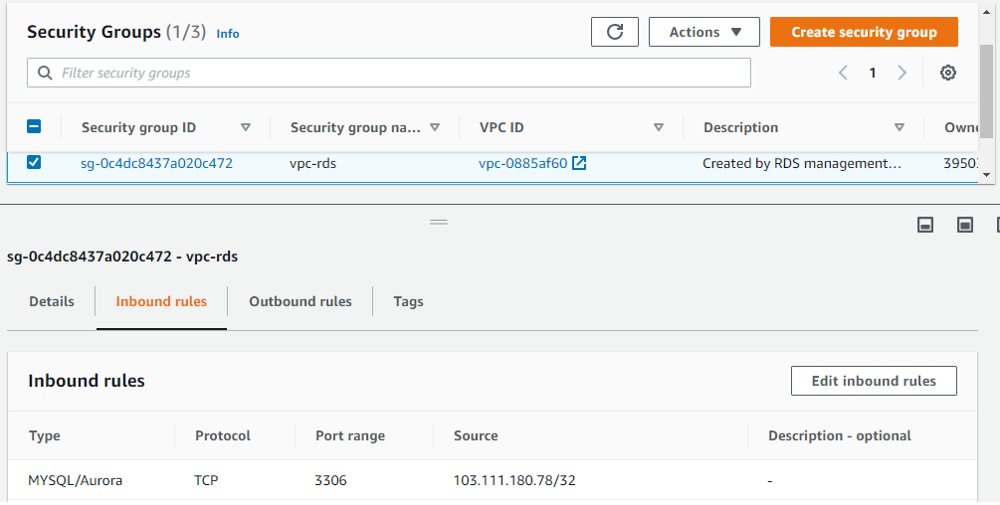 Security Groups (1/3) Info Actions Create security group
Filter security groups 1
Security group ID Security group na... VPC ID Description Owne
sg-0c4dc8437a020c472 vpc-rds vpc-0885af60 Created by RDS management... 3950
sg-0c4dc8437a020c472 - vpc-rds
Details Inbound rules Outbound rules Tags
Inbound rules Edit inbound rules
Type Protocol Port range Source Description - optional
MYSQL/Aurora TCP 3306 103.111.180.78/32 -